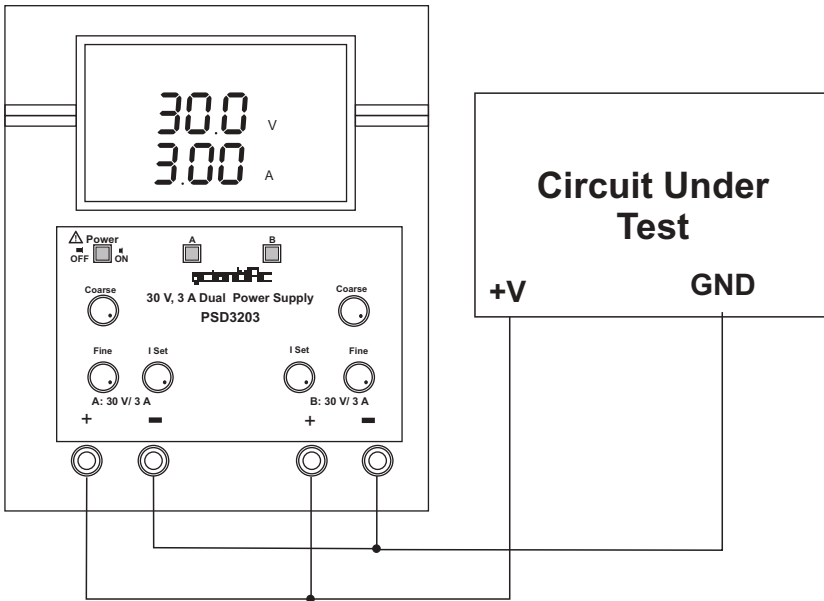 30.0 V
3.00 A
Power
OFF ON
A
B
scientific
Coarse
30 V, 3 A Dual Power Supply
Coarse
PSD3203
Fine
I Set
I Set
Fine
A: 30 V/ 3 A
B: 30 V/ 3 A
+ -
+ -
Circuit Under
Test
+V
GND